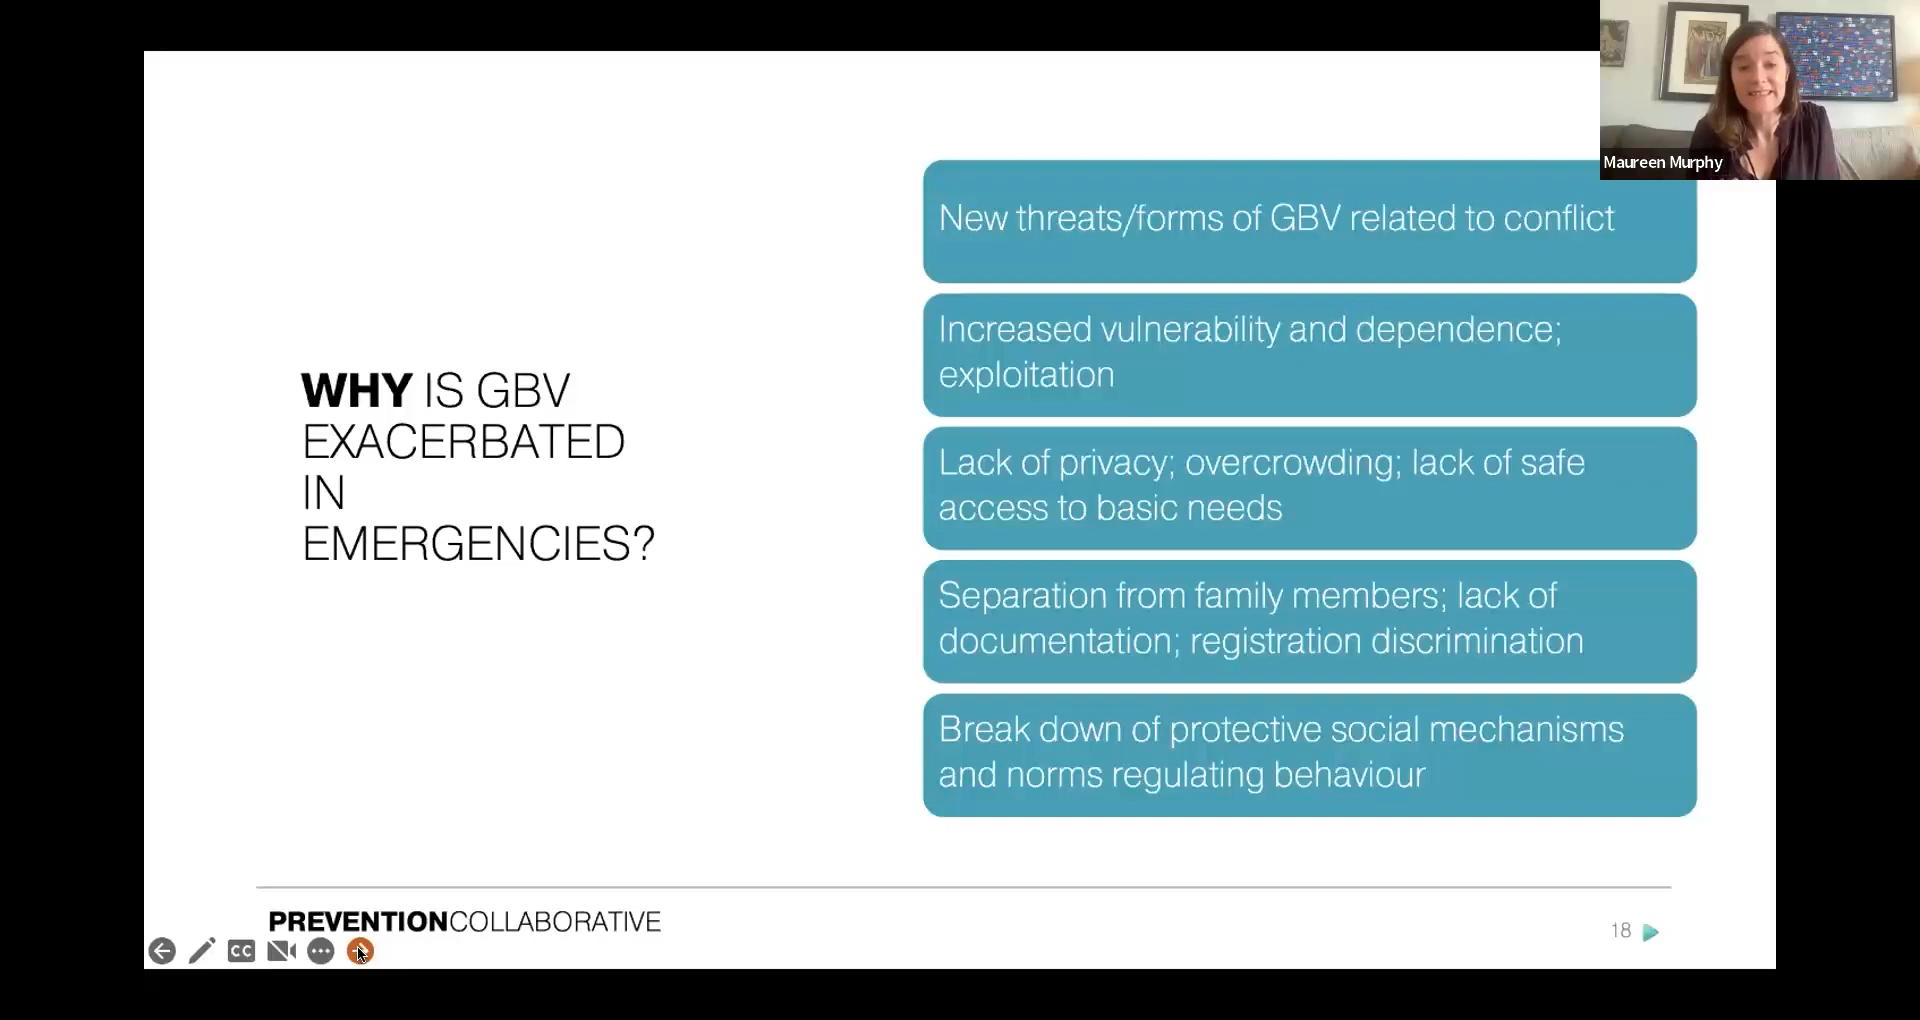 Maureen Murphy
WHY IS GBV
EXACERBATED
IN
EMERGENCIES?
New threats/forms of GBV related to conflict
Increased vulnerability and dependence;
exploitation
Lack of privacy; overcrowding; lack of safe
access to basic needs
Separation from family members; lack of
documentation; registration discrimination
Break down of protective social mechanisms
and norms regulating behaviour
PREVENTIONCOLLABORATIVE
18
CC